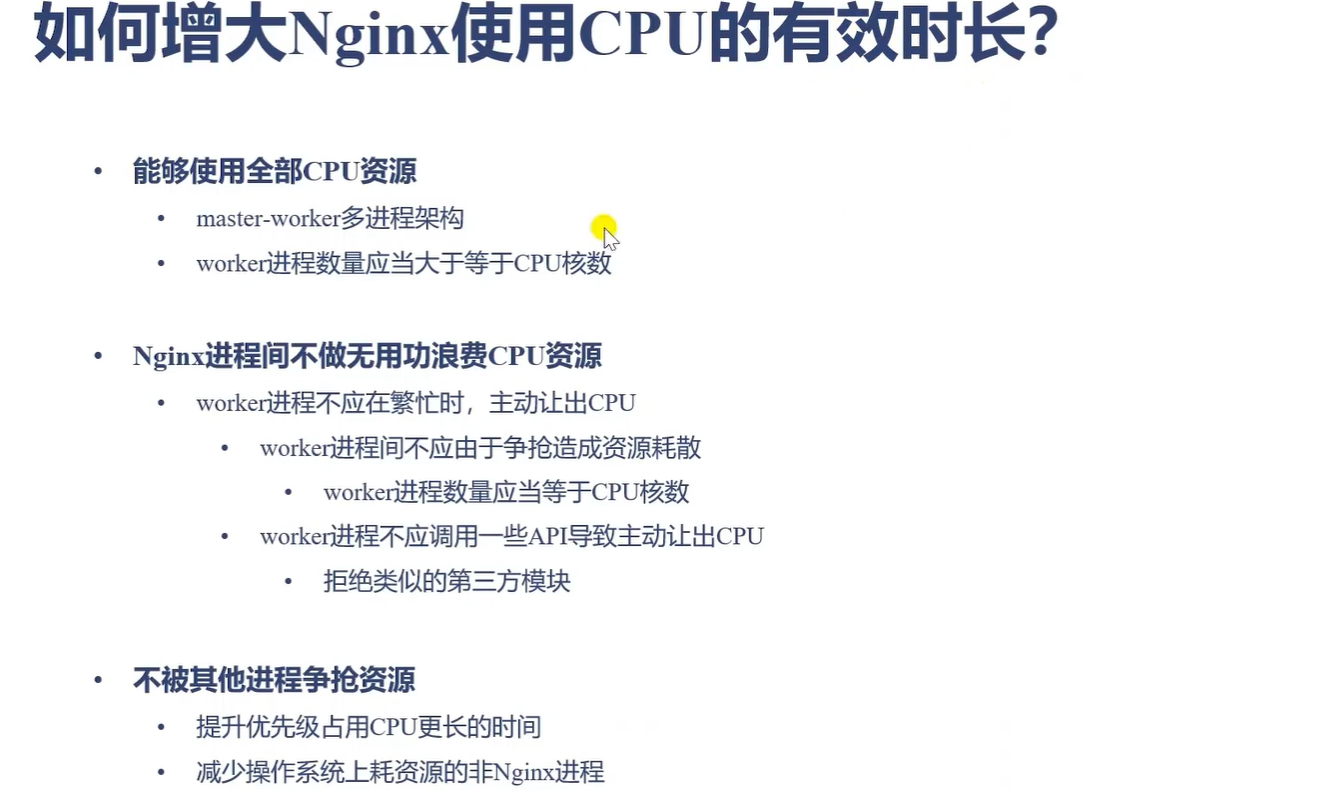 如何增大Nginx使用CPU的有效时长?
• 能够使用全部CPU资源
• master-worker多进程架构
• worker进程数量应当大于等于CPU核数
• Nginx进程间不做无用功浪费CPU资源
• worker进程不应在繁忙时，主动让出CPU
• worker进程间不应由于争抢造成资源耗散
• worker进程数量应当等于CPU核数
• worker进程不应调用一些API导致主动让出CPU
• 拒绝类似的第三方模块
• 不被其他进程争抢资源
• 提升优先级占用CPU更长的时间
• 减少操作系统上耗资源的非Nginx进程